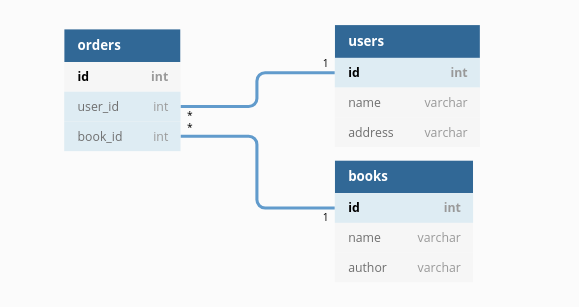 orders
id int
user_id int
*
*
book_id int
users
1
id int
name varchar
address varchar
books
id int
1
name varchar
author varchar